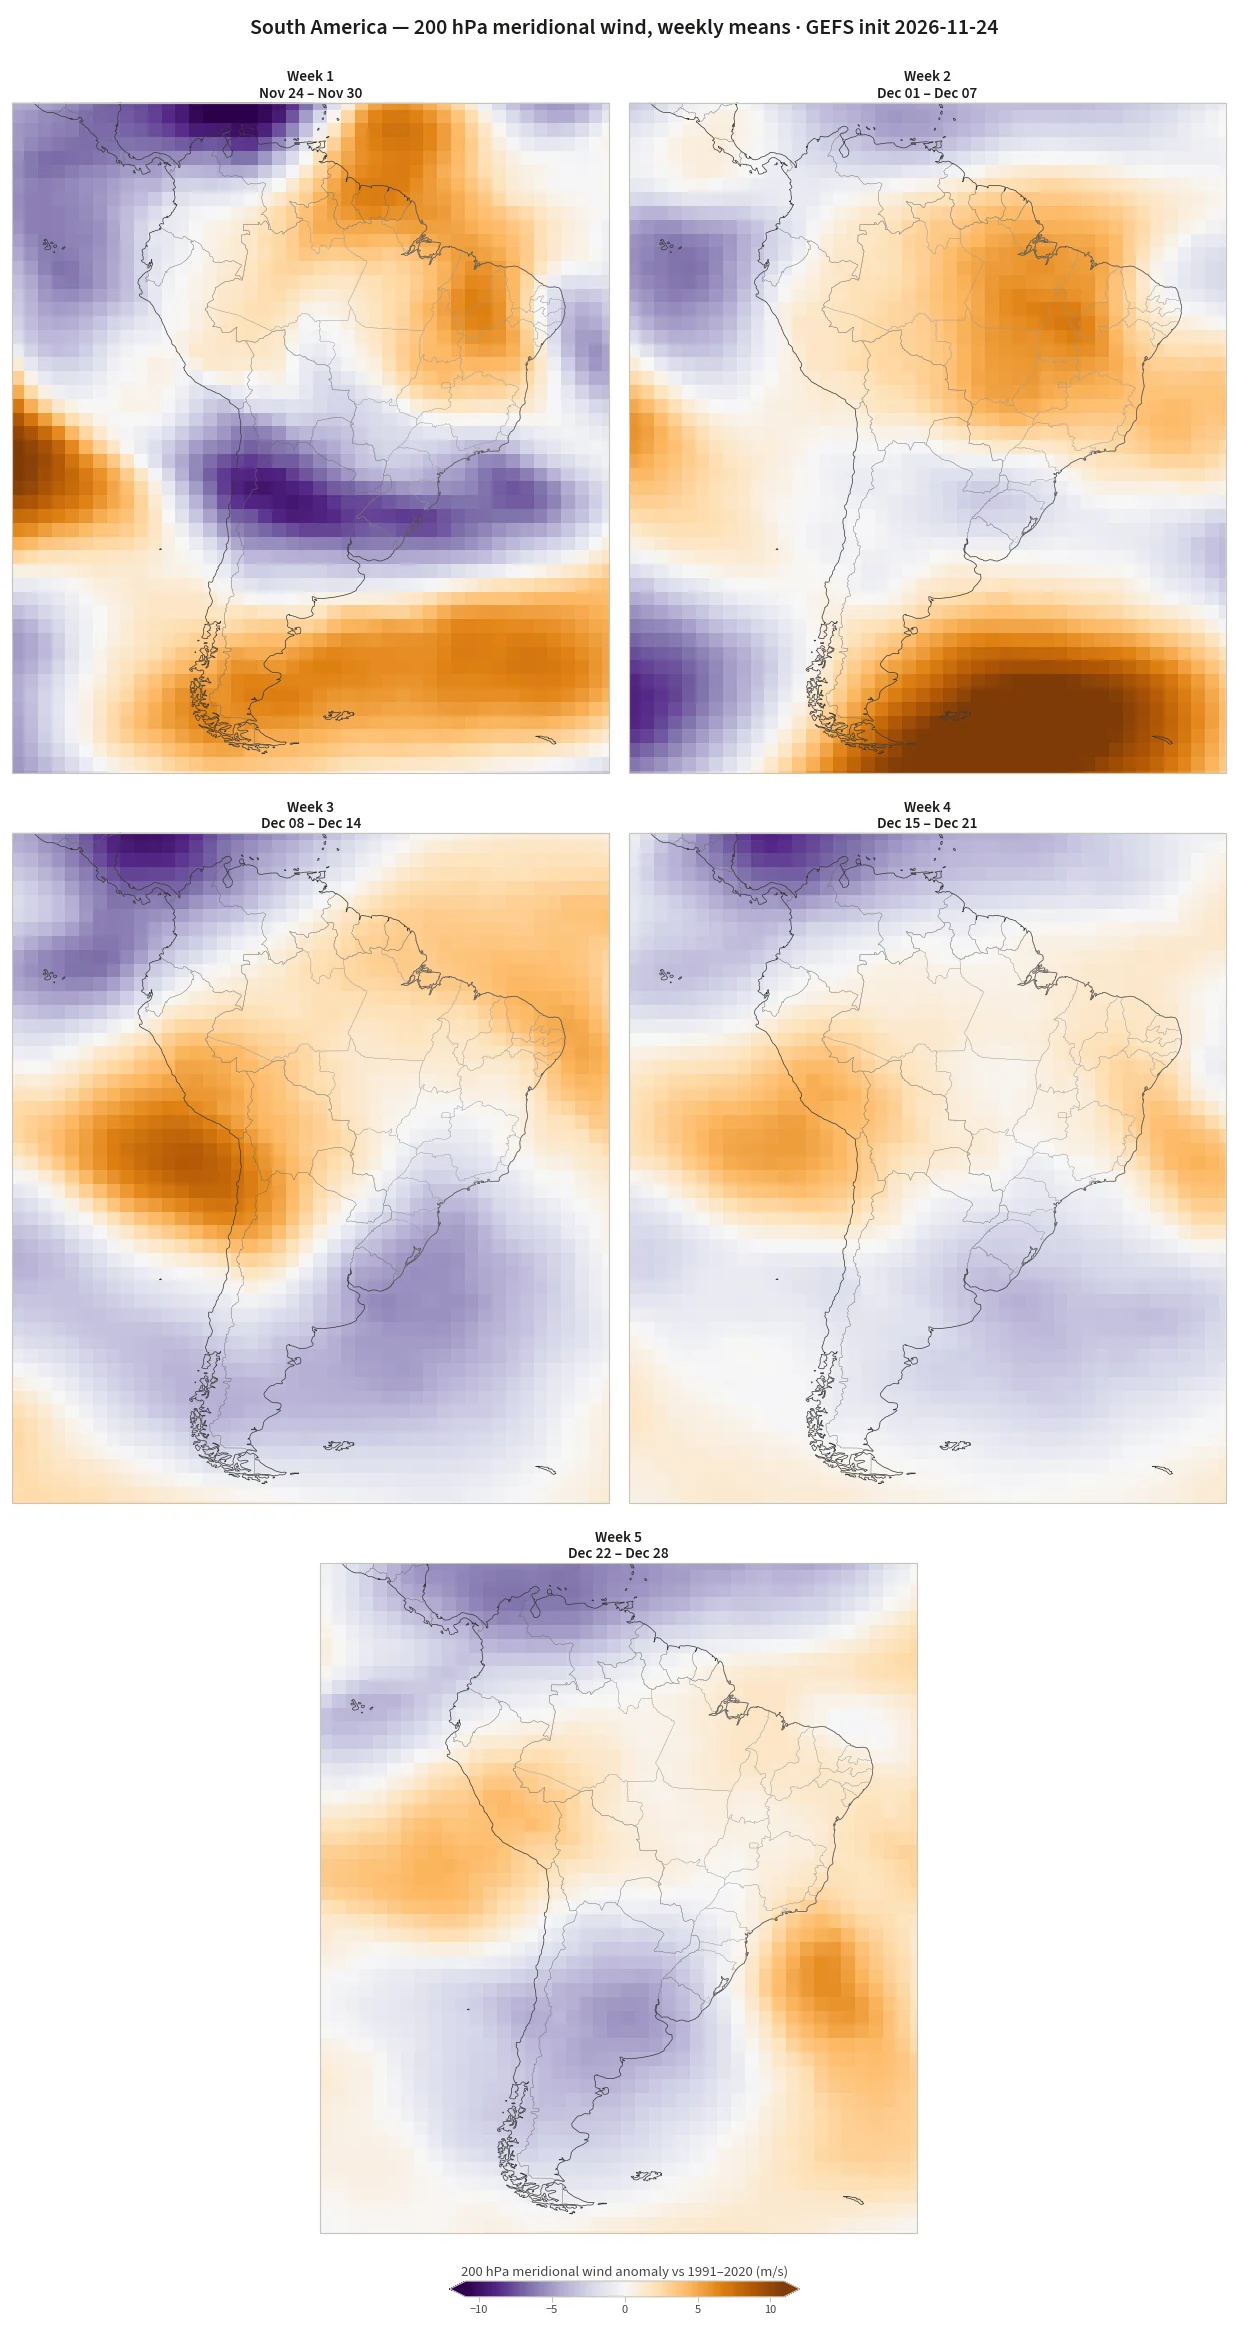 South America — 200 hPa meridional wind, weekly means · GEFS init 2026-11-24
Week 1
Nov 24 – Nov 30
Week 2
Dec 01 – Dec 07
Week 3
Dec 08 – Dec 14
Week 4
Dec 15 – Dec 21
Week 5
Dec 22 – Dec 28
200 hPa meridional wind anomaly vs 1991–2020 (m/s)
−10 −5 0 5 10